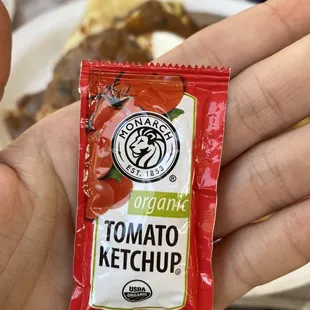 MONARCH
EST. 1853
®
organic
TOMATO
KETCHUP
USDA
ORGANIC